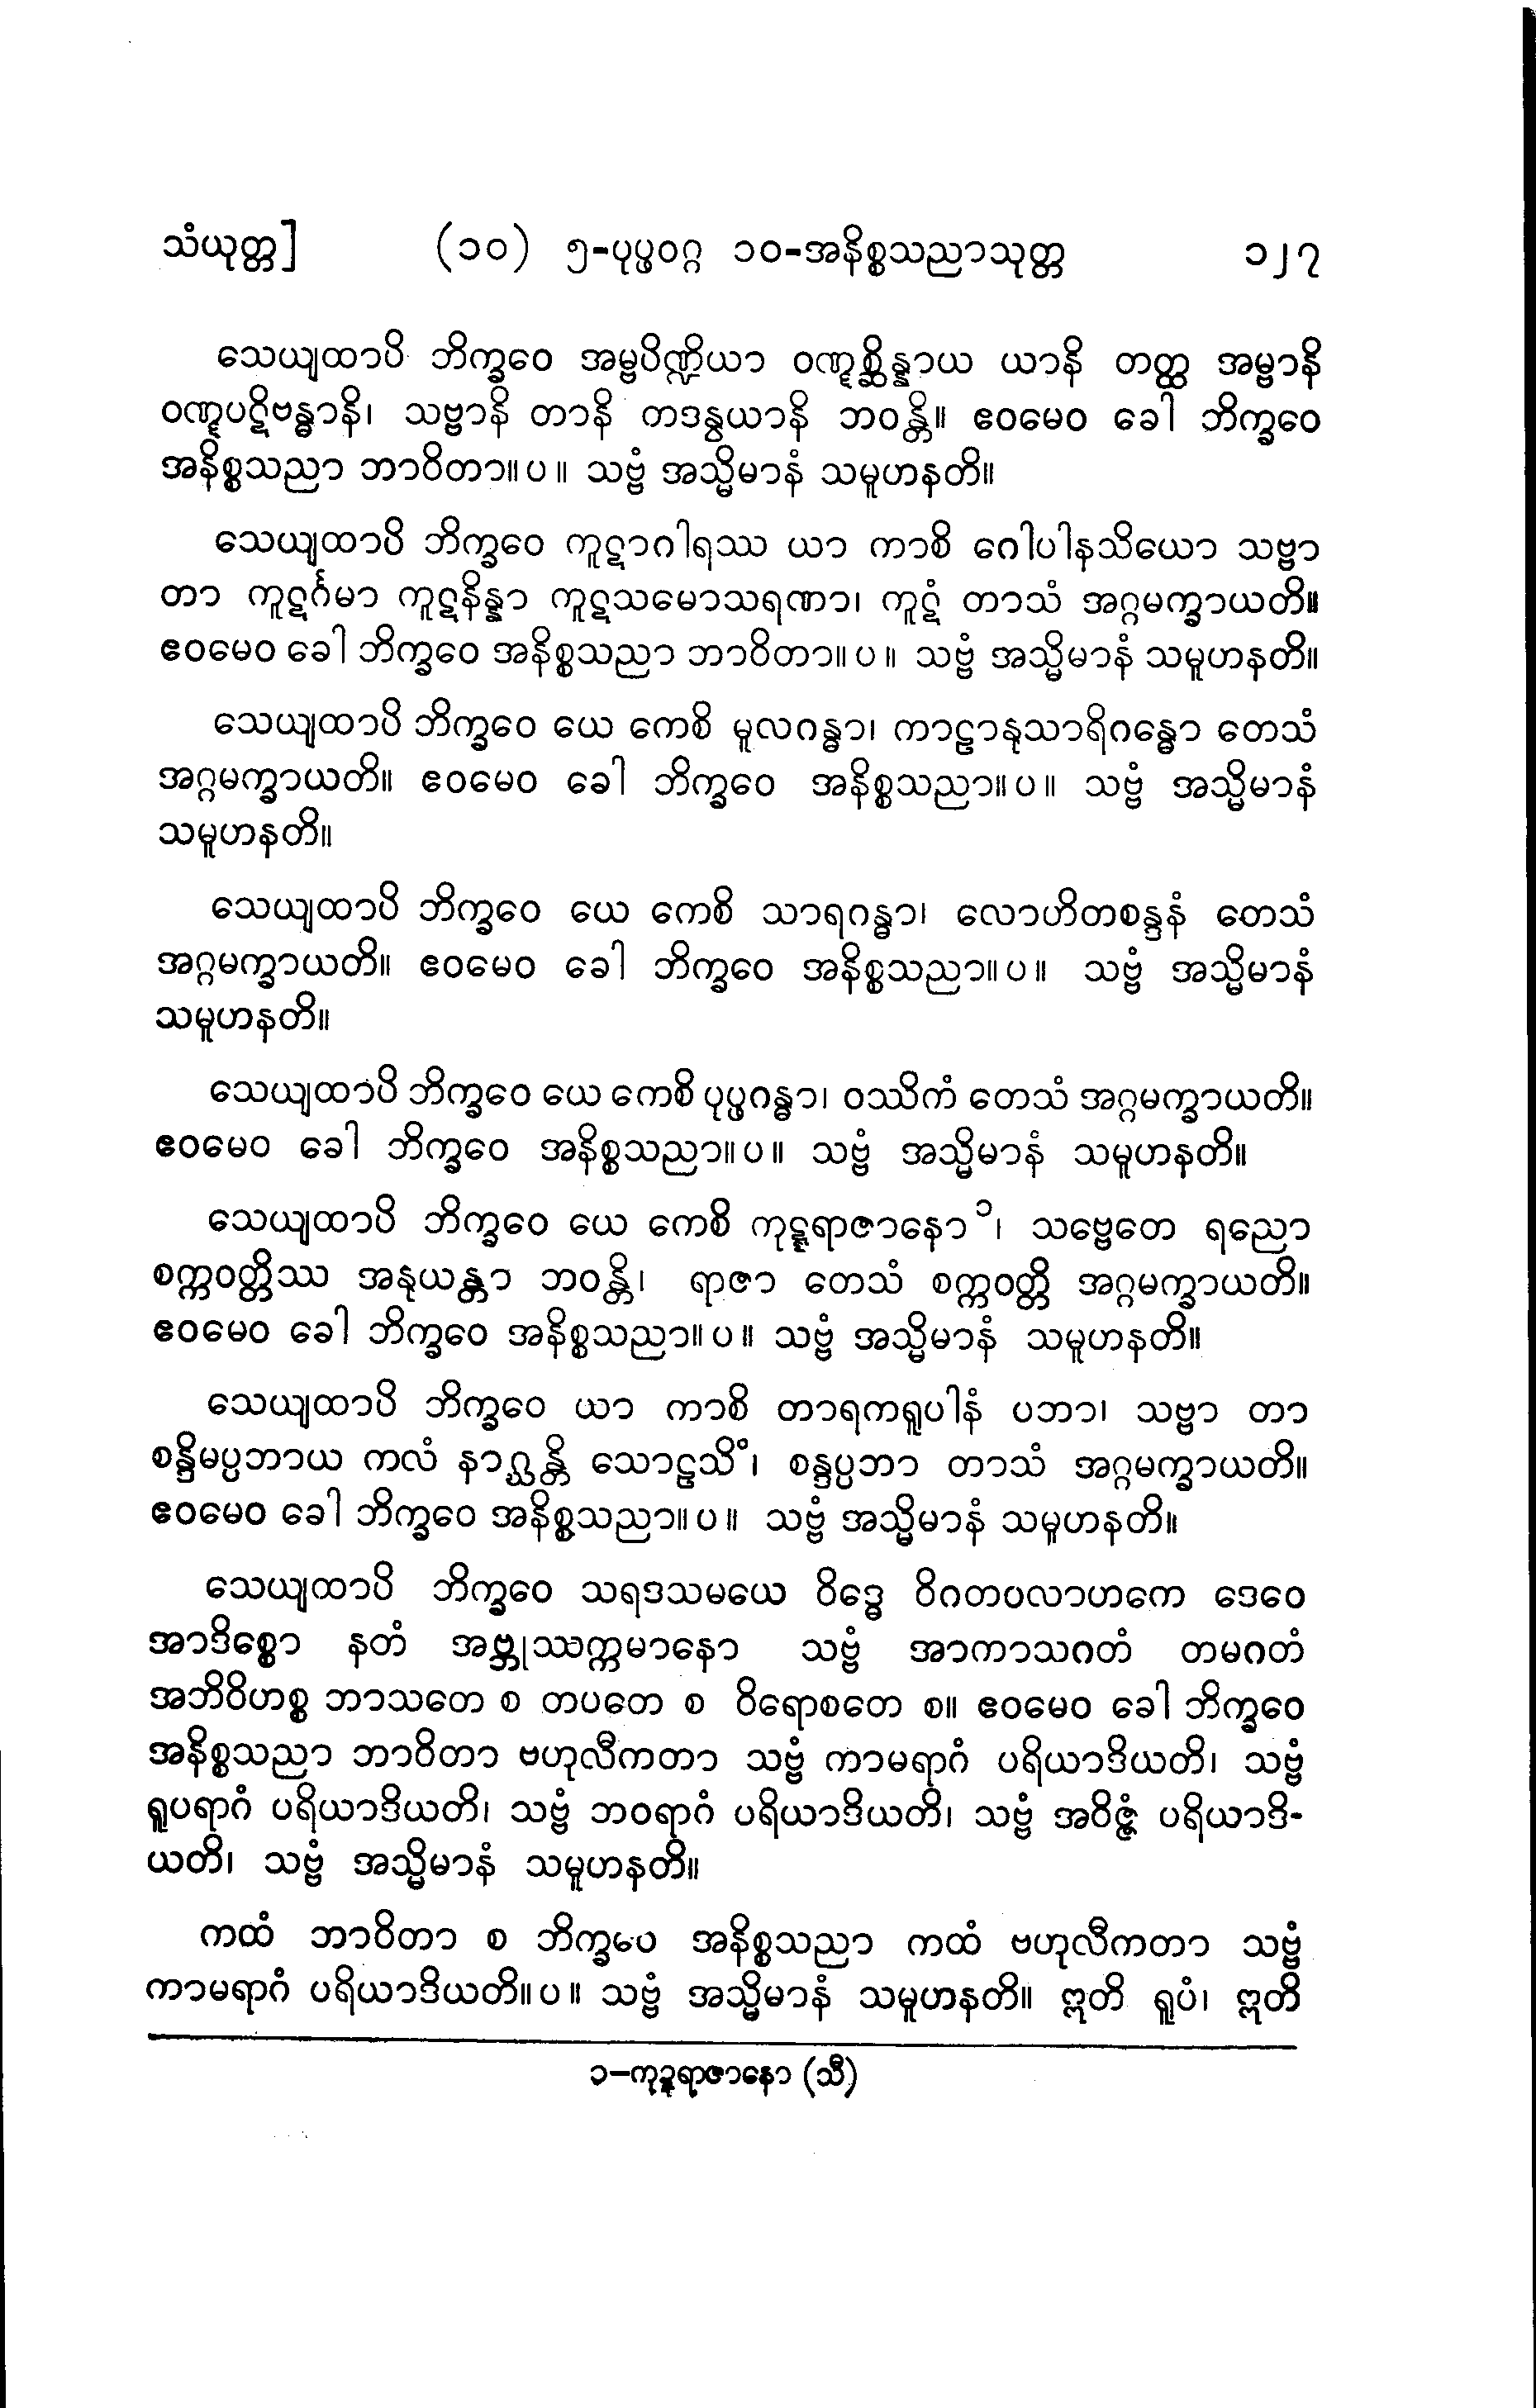 သံယုတ္တ] (၁၀) ၅-ပုပ္ဖဝဂ္ဂ ၁၀-အနိစ္စသညာသုတ္တ ၁၂၇
သေယျထာပိ ဘိက္ခဝေ အမ္ဗပိဏ္ဍိယာ ဝဏ္ဋစ္ဆိန္နာယ ယာနိ တတ္ထ အမ္ဗာနိ
ဝဏ္ဋပဋိဗန္ဓာနိ၊ သဗ္ဗာနိ တာနိ တဒန္ဝယာနိ ဘဝန္တိ။ ဧဝမေဝ ခေါ ဘိက္ခဝေ
အနိစ္စသညာ ဘာဝိတာ။ပ။ သဗ္ဗံ အသ္မိမာနံ သမူဟနတိ။
သေယျထာပိ ဘိက္ခဝေ ကူဋာဂါရဿ ယာ ကာစိ ဂေါပါနသိယော သဗ္ဗာ
တာ ကူဋင်္ဂမာ ကူဋနိန္နာ ကူဋသမောသရဏာ၊ ကူဋံ တာသံ အဂ္ဂမက္ခာယတိ။
ဧဝမေဝ ခေါ ဘိက္ခဝေ အနိစ္စသညာ ဘာဝိတာ။ပ။ သဗ္ဗံ အသ္မိမာနံ သမူဟနတိ။
သေယျထာပိ ဘိက္ခဝေ ယေ ကေစိ မူလဂန္ဓာ၊ ကာဠာနုသာရိဂန္ဓော တေသံ
အဂ္ဂမက္ခာယတိ။ ဧဝမေဝ ခေါ ဘိက္ခဝေ အနိစ္စသညာ။ပ။ သဗ္ဗံ အသ္မိမာနံ
သမူဟနတိ။
သေယျထာပိ ဘိက္ခဝေ ယေ ကေစိ သာရဂန္ဓာ၊ လောဟိတစန္ဒနံ တေသံ
အဂ္ဂမက္ခာယတိ။ ဧဝမေဝ ခေါ ဘိက္ခဝေ အနိစ္စသညာ။ပ။ သဗ္ဗံ အသ္မိမာနံ
သမူဟနတိ။
သေယျထာပိ ဘိက္ခဝေ ယေ ကေစိ ပုပ္ဖဂန္ဓာ၊ ဝဿိကံ တေသံ အဂ္ဂမက္ခာယတိ။
ဧဝမေဝ ခေါ ဘိက္ခဝေ အနိစ္စသညာ။ပ။ သဗ္ဗံ အသ္မိမာနံ သမူဟနတိ။
သေယျထာပိ ဘိက္ခဝေ ယေ ကေစိ ကုဋ္ဋရာဇာနော ၁၊ သဗ္ဗေတေ ရညော
စက္ကဝတ္တိဿ အနုယန္တာ ဘဝန္တိ၊ ရာဇာ တေသံ စက္ကဝတ္တိ အဂ္ဂမက္ခာယတိ။
ဧဝမေဝ ခေါ ဘိက္ခဝေ အနိစ္စသညာ။ပ။ သဗ္ဗံ အသ္မိမာနံ သမူဟနတိ။
သေယျထာပိ ဘိက္ခဝေ ယာ ကာစိ တာရကရူပါနံ ပဘာ၊ သဗ္ဗာ တာ
စန္ဒိမပ္ပဘာယ ကလံ နာဂ္ဃန္တိ သောဠသိံ၊ စန္ဒပ္ပဘာ တာသံ အဂ္ဂမက္ခာယတိ။
ဧဝမေဝ ခေါ ဘိက္ခဝေ အနိစ္စသညာ။ပ။ သဗ္ဗံ အသ္မိမာနံ သမူဟနတိ။
သေယျထာပိ ဘိက္ခဝေ သရဒသမယေ ဝိဒ္ဓေ ဝိဂတဝလာဟကေ ဒေဝေ
အာဒိစ္စော နတံ အဗ္ဘုဿက္ကမာနော သဗ္ဗံ အာကာသဂတံ တမဂတံ
အဘိဝိဟစ္စ ဘာသတေ စ တပတေ စ ဝိရောစတေ စ။ ဧဝမေဝ ခေါ ဘိက္ခဝေ
အနိစ္စသညာ ဘာဝိတာ ဗဟုလီကတာ သဗ္ဗံ ကာမရာဂံ ပရိယာဒိယတိ၊ သဗ္ဗံ
ရူပရာဂံ ပရိယာဒိယတိ၊ သဗ္ဗံ ဘဝရာဂံ ပရိယာဒိယတိ၊ သဗ္ဗံ အဝိဇ္ဇံ ပရိယာဒိ-
ယတိ၊ သဗ္ဗံ အသ္မိမာနံ သမူဟနတိ။
ကထံ ဘာဝိတာ စ ဘိက္ခဝေ အနိစ္စသညာ ကထံ ဗဟုလီကတာ သဗ္ဗံ
ကာမရာဂံ ပရိယာဒိယတိ။ပ။ သဗ္ဗံ အသ္မိမာနံ သမူဟနတိ။ ဣတိ ရူပံ၊ ဣတိ
၁-ကုဍ္ဍရာဇာနော (သီ)